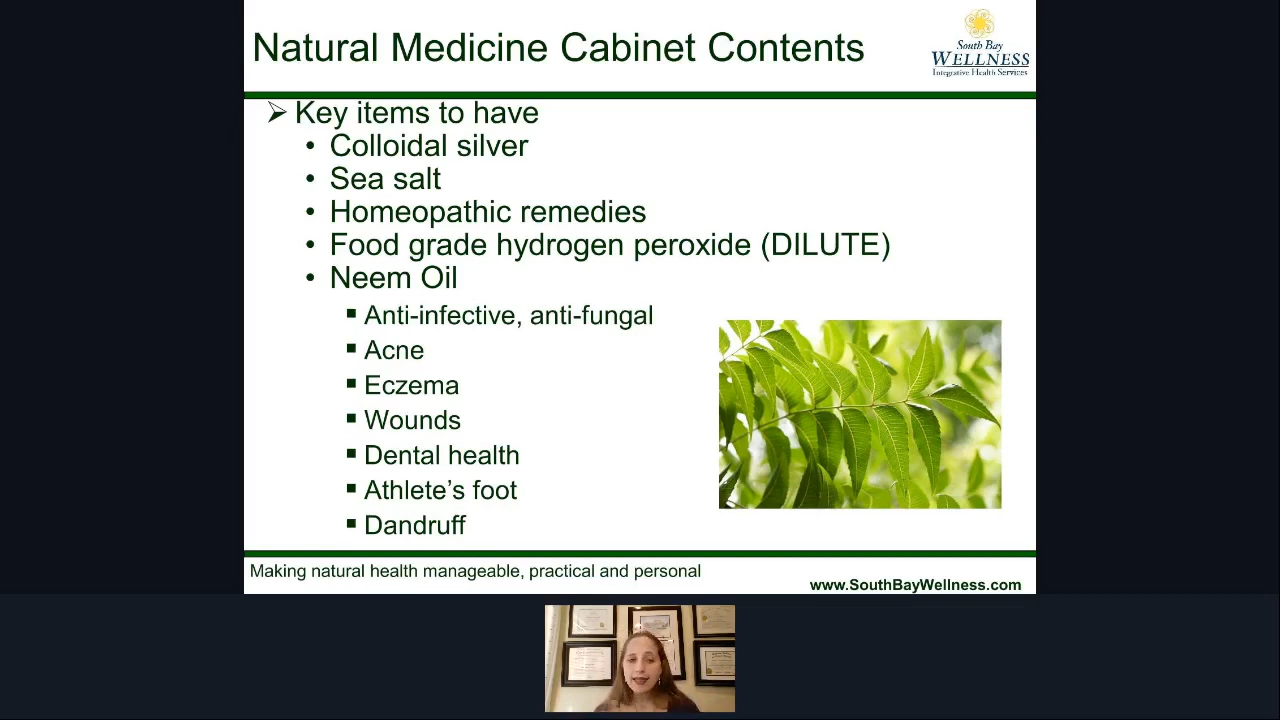 Natural Medicine Cabinet Contents
South Bay
WELLNESS
Integrative Health Services
➢ Key items to have
• Colloidal silver
• Sea salt
• Homeopathic remedies
• Food grade hydrogen peroxide (DILUTE)
• Neem Oil
▪ Anti-infective, anti-fungal
▪ Acne
▪ Eczema
▪ Wounds
▪ Dental health
▪ Athlete’s foot
▪ Dandruff
Making natural health manageable, practical and personal
www.SouthBayWellness.com